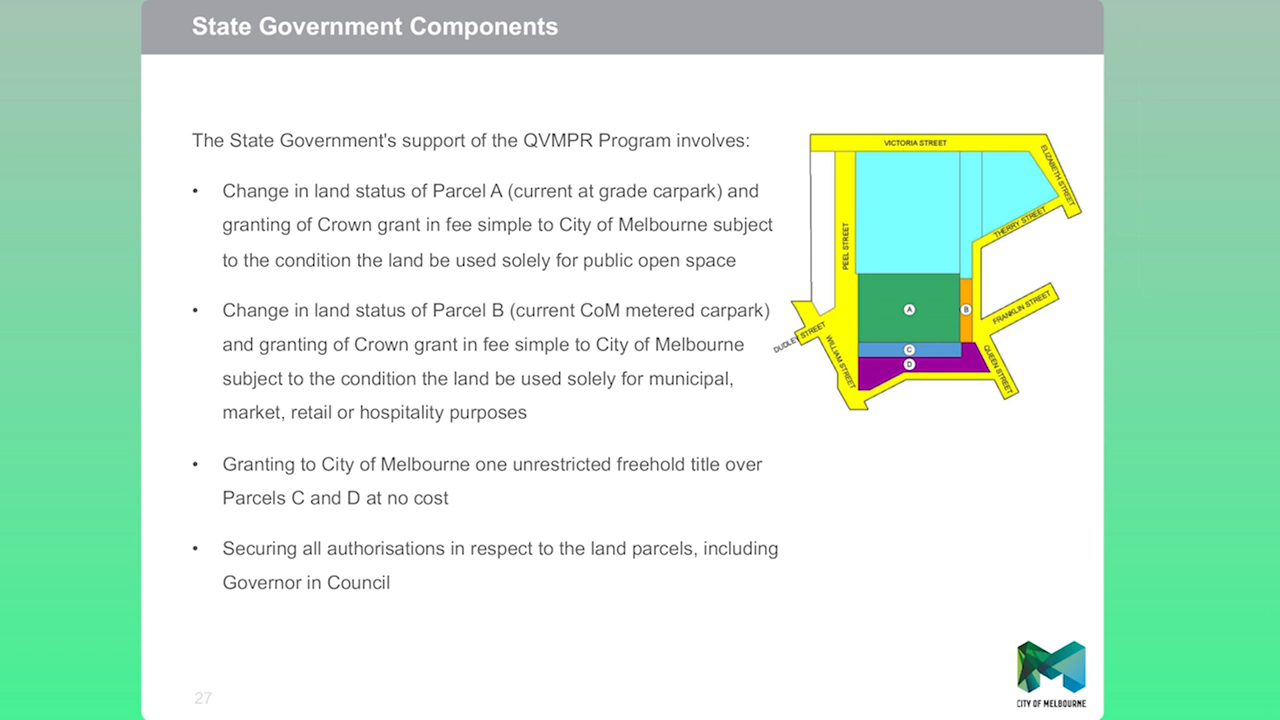 State Government Components
The State Government's support of the QVMPR Program involves:
• Change in land status of Parcel A (current at grade carpark) and
granting of Crown grant in fee simple to City of Melbourne subject
to the condition the land be used solely for public open space
• Change in land status of Parcel B (current CoM metered carpark)
and granting of Crown grant in fee simple to City of Melbourne
subject to the condition the land be used solely for municipal,
market, retail or hospitality purposes
• Granting to City of Melbourne one unrestricted freehold title over
Parcels C and D at no cost
• Securing all authorisations in respect to the land parcels, including
Governor in Council
VICTORIA STREET
ELIZABETH STREET
PEEL STREET
THERRY STREET
FRANKLIN STREET
A
B
DUDLEY STREET
WILLIAM STREET
C
D
QUEEN STREET
27
CITY OF MELBOURNE